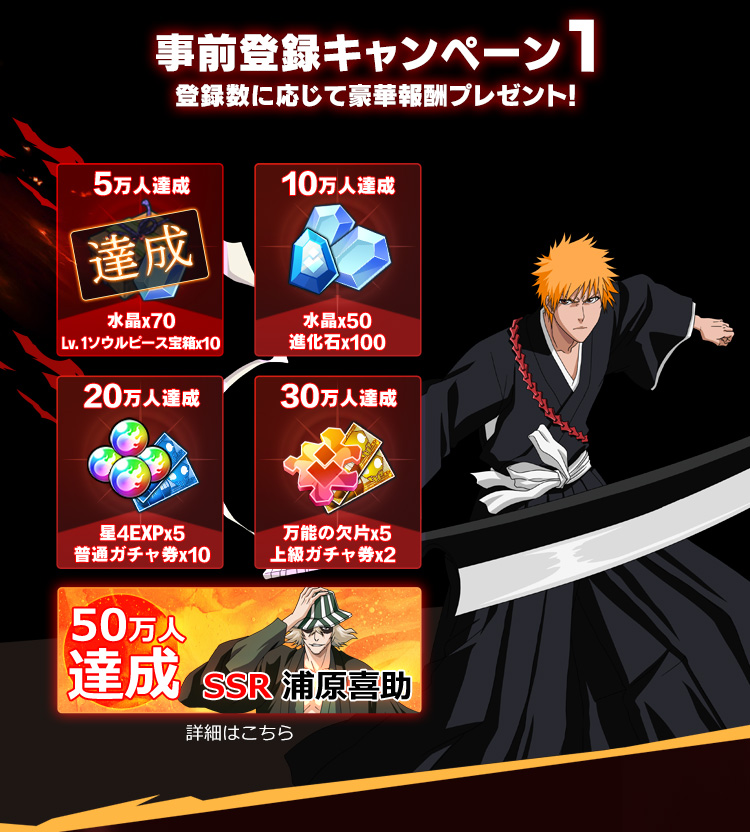 事前登録キャンペーン1
登録数に応じて豪華報酬プレゼント!
5万人達成
達成
水晶x70
Lv.1ソウルピース宝箱x10
10万人達成
水晶x50
進化石x100
20万人達成
星4EXPx5
普通ガチャ券x10
30万人達成
万能の欠片x5
上級ガチャ券x2
50万人
達成
SSR 浦原喜助
詳細はこちら